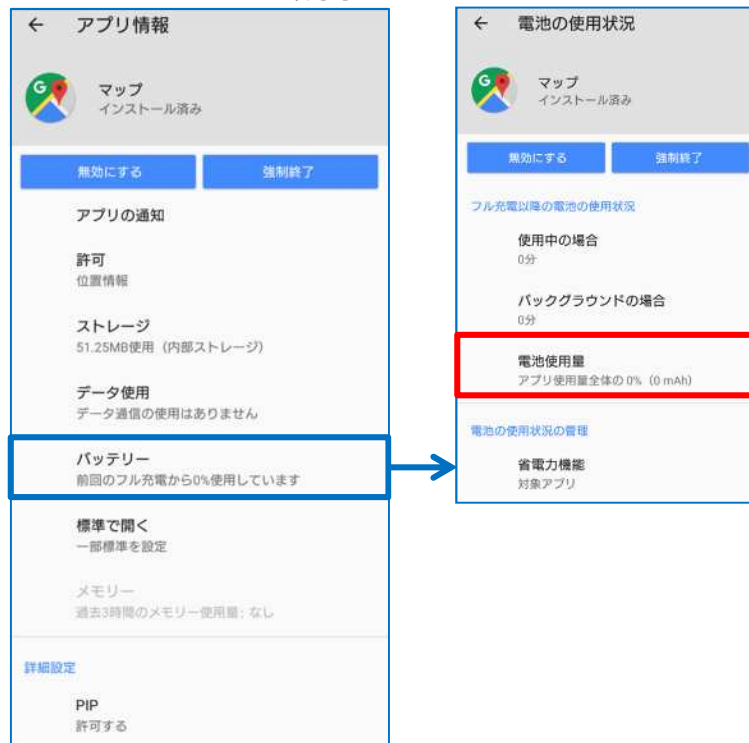 アプリ情報
マップ
インストール済み
無効にする
強制終了
アプリの通知
許可
位置情報
ストレージ
51.25MB使用（内部ストレージ）
データ使用
データ通信の使用はありません
バッテリー
前回のフル充電から0%使用しています
標準で開く
一部標準を設定
メモリー
過去3時間のメモリー使用量: なし
詳細設定
PIP
許可する
電池の使用状況
マップ
インストール済み
無効にする
強制終了
フル充電以降の電池の使用状況
使用中の場合
0分
バックグラウンドの場合
0分
電池使用量
アプリ使用量全体の 0%（0 mAh）
電池の使用状況の管理
省電力機能
対象アプリ